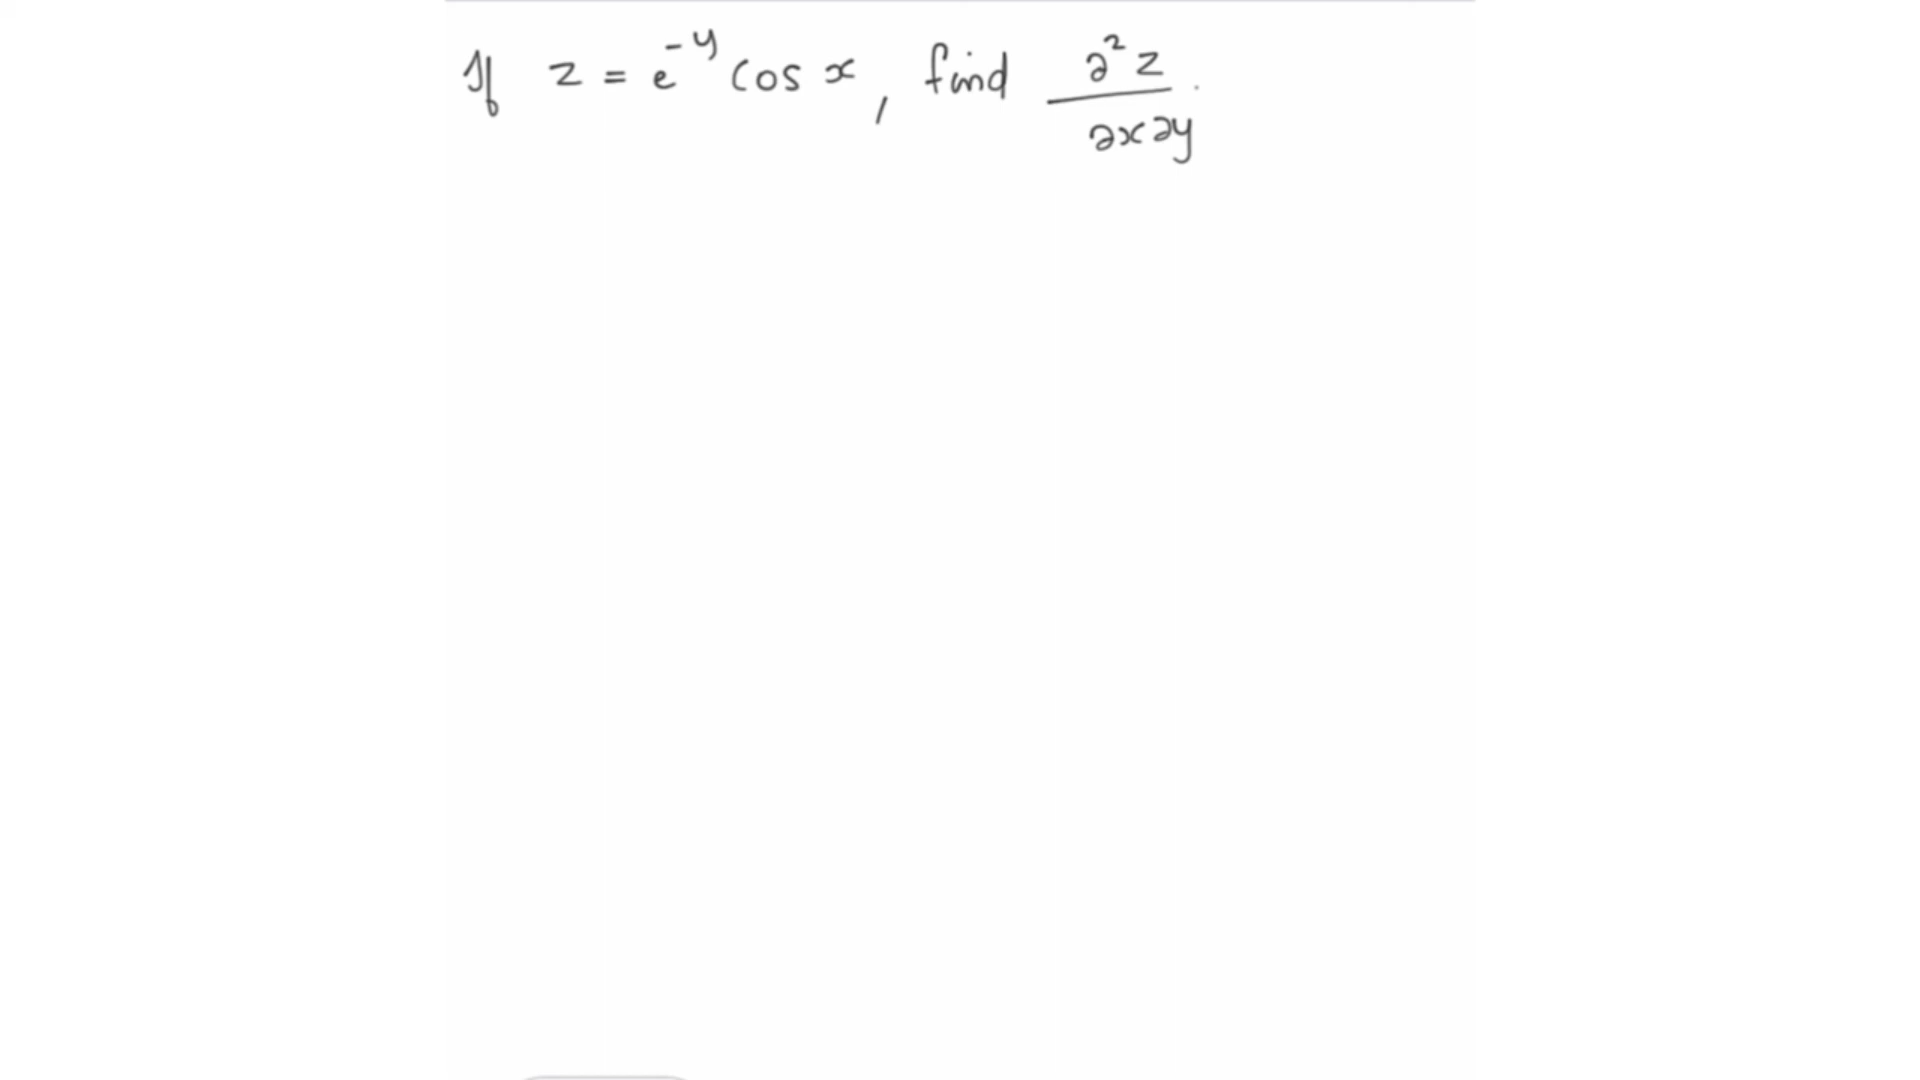 If z = e^{-y} cos x, find ∂²z/∂x∂y.